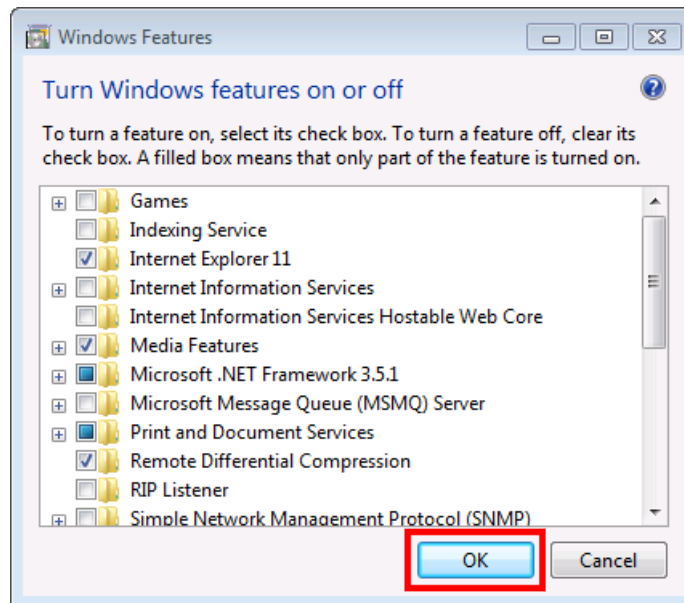 Windows Features
Turn Windows features on or off
To turn a feature on, select its check box. To turn a feature off, clear its
check box. A filled box means that only part of the feature is turned on.
Games
Indexing Service
Internet Explorer 11
Internet Information Services
Internet Information Services Hostable Web Core
Media Features
Microsoft .NET Framework 3.5.1
Microsoft Message Queue (MSMQ) Server
Print and Document Services
Remote Differential Compression
RIP Listener
Simple Network Management Protocol (SNMP)
OK Cancel